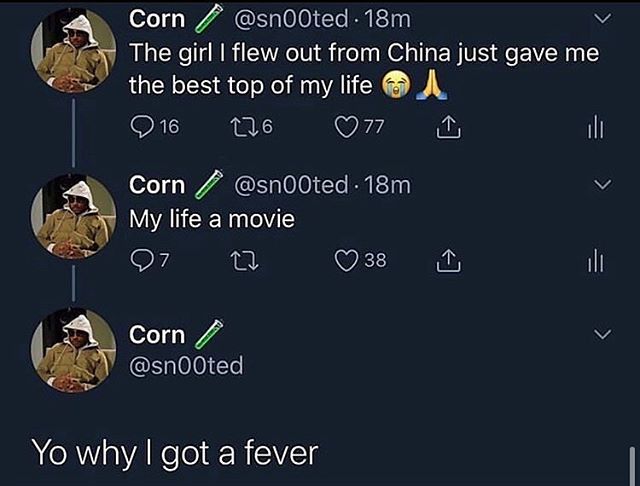 Corn 🧪 @sn00ted · 18m
The girl I flew out from China just gave me
the best top of my life 😭🙏
16 6 77
Corn 🧪 @sn00ted · 18m
My life a movie
7 38
Corn 🧪
@sn00ted
Yo why I got a fever